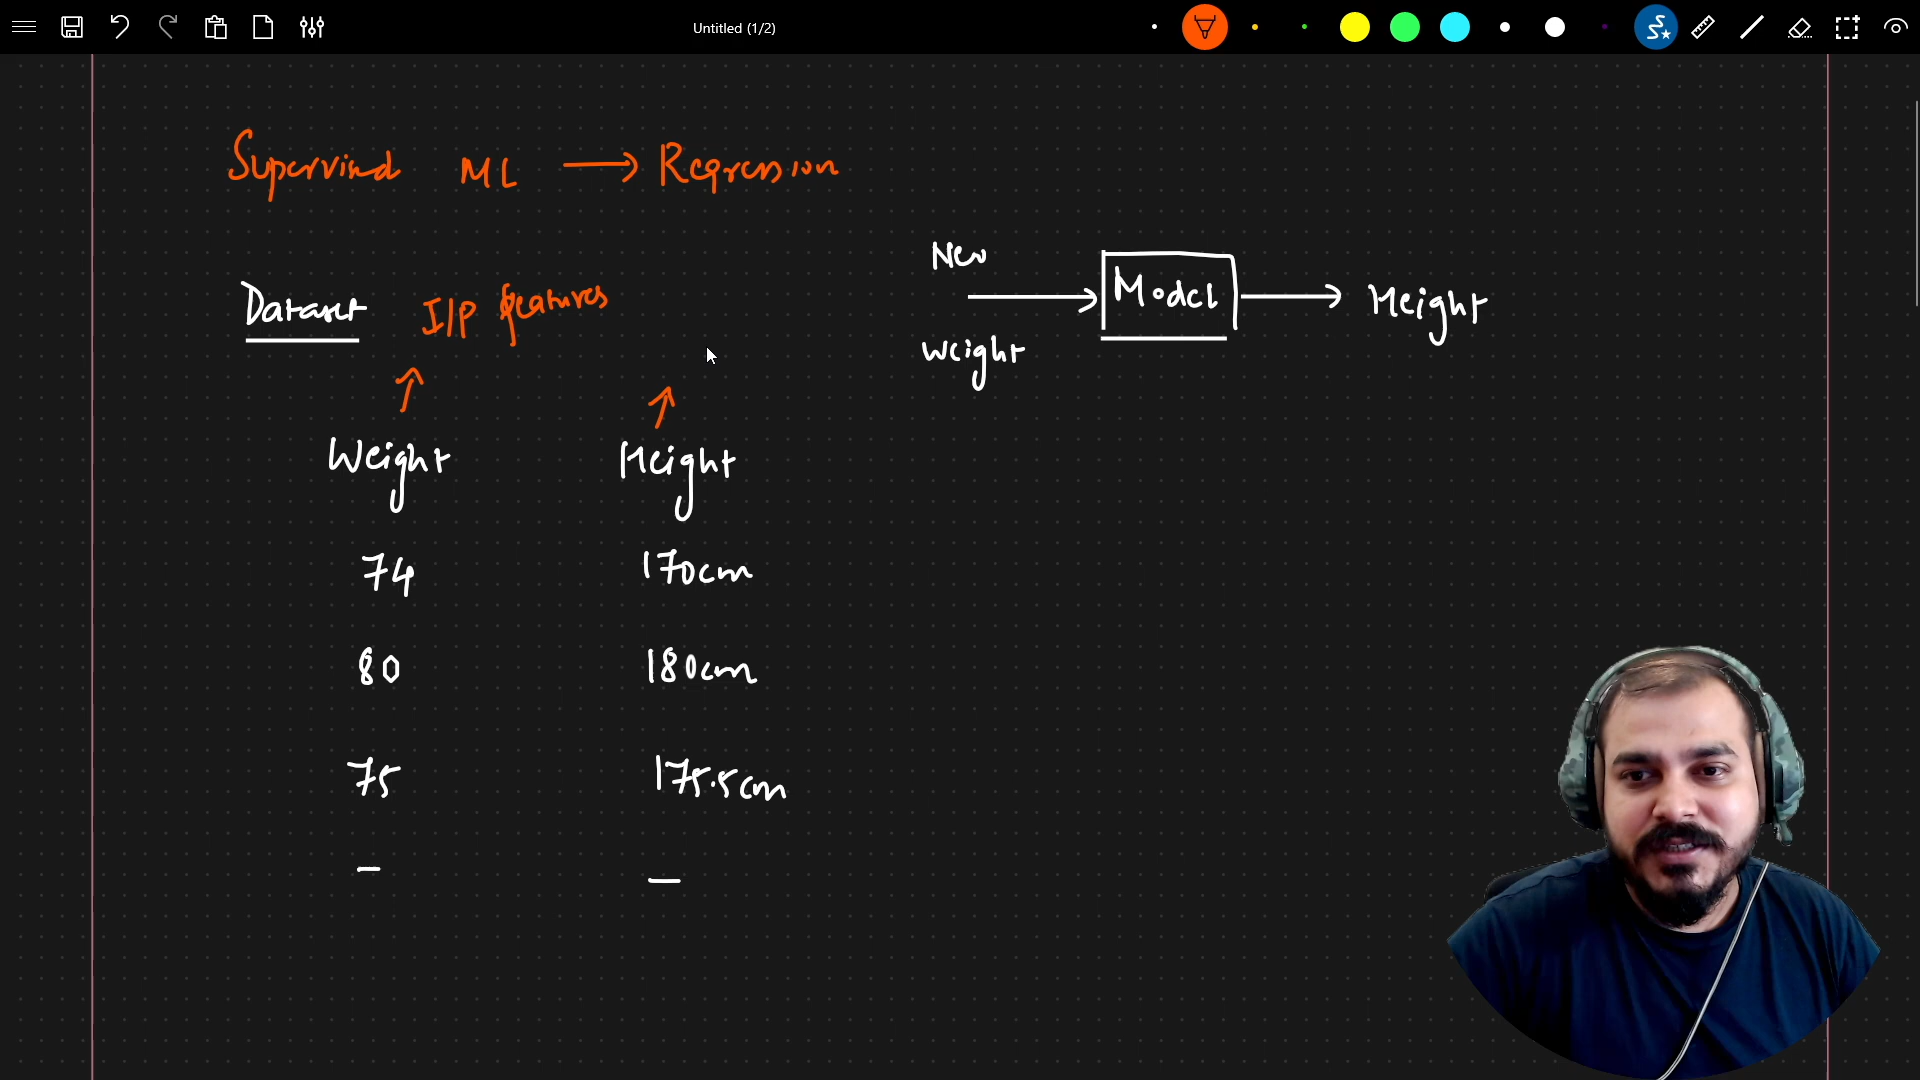 Untitled (1/2)
Supervised ML → Regression
New
Dataset I/P features
Model
Height
Weight
Weight Height
74 170cm
80 180cm
75 175.5cm
– –